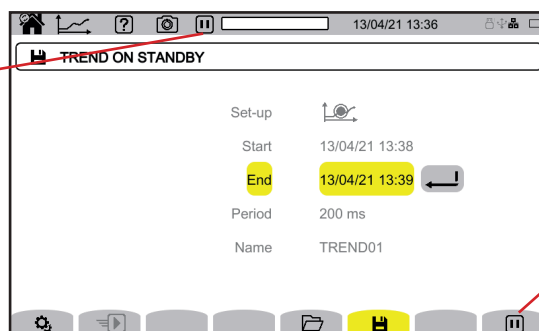 13/04/21 13:36
TREND ON STANDBY
Set-up
Start 13/04/21 13:38
End 13/04/21 13:39
Period 200 ms
Name TREND01